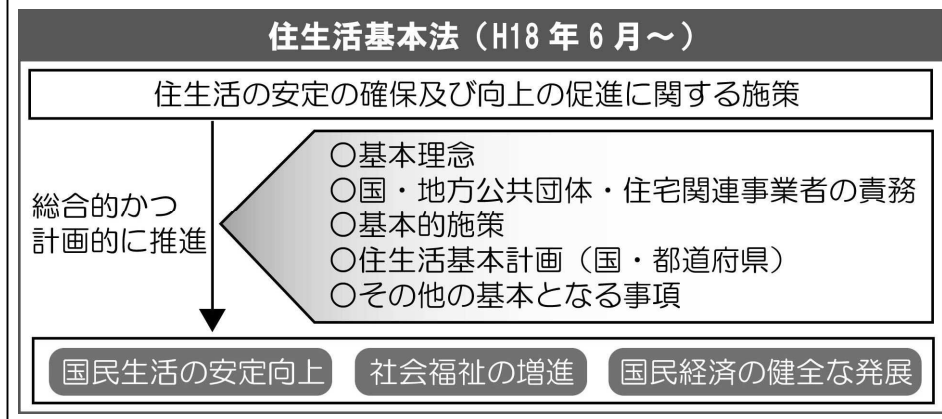 住生活基本法（H18年6月～）
住生活の安定の確保及び向上の促進に関する施策
総合的かつ
計画的に推進
○基本理念
○国・地方公共団体・住宅関連事業者の責務
○基本的施策
○住生活基本計画（国・都道府県）
○その他の基本となる事項
国民生活の安定向上
社会福祉の増進
国民経済の健全な発展